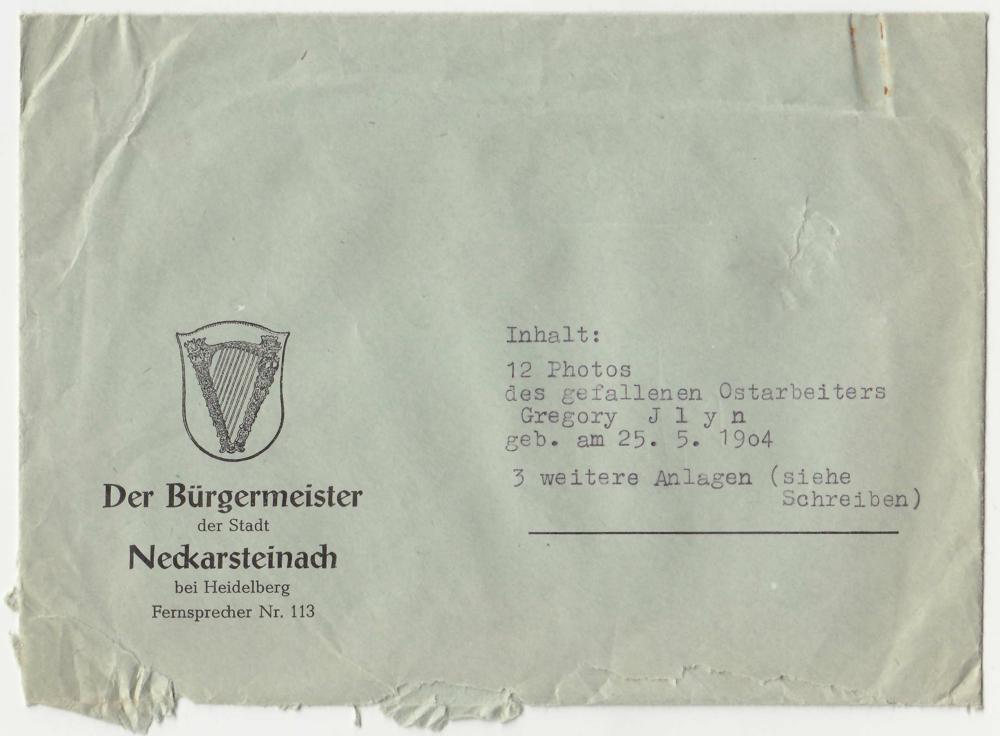 Der Bürgermeister
der Stadt
Neckarsteinach
bei Heidelberg
Fernsprecher Nr. 113
Inhalt:
12 Photos
des gefallenen Ostarbeiters
Gregory J l y n
geb. am 25. 5. 19o4
3 weitere Anlagen (siehe
Schreiben)